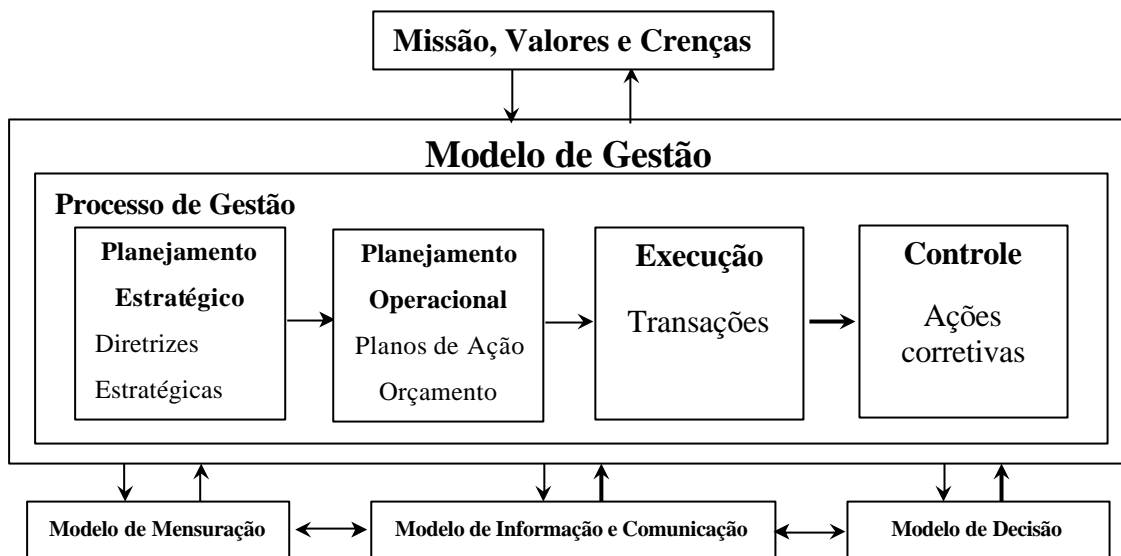 Missão, Valores e Crenças
Modelo de Gestão
Processo de Gestão
Planejamento
Estratégico
Diretrizes
Estratégicas
Planejamento
Operacional
Planos de Ação
Orçamento
Execução
Transações
Controle
Ações
corretivas
Modelo de Mensuração
Modelo de Informação e Comunicação
Modelo de Decisão